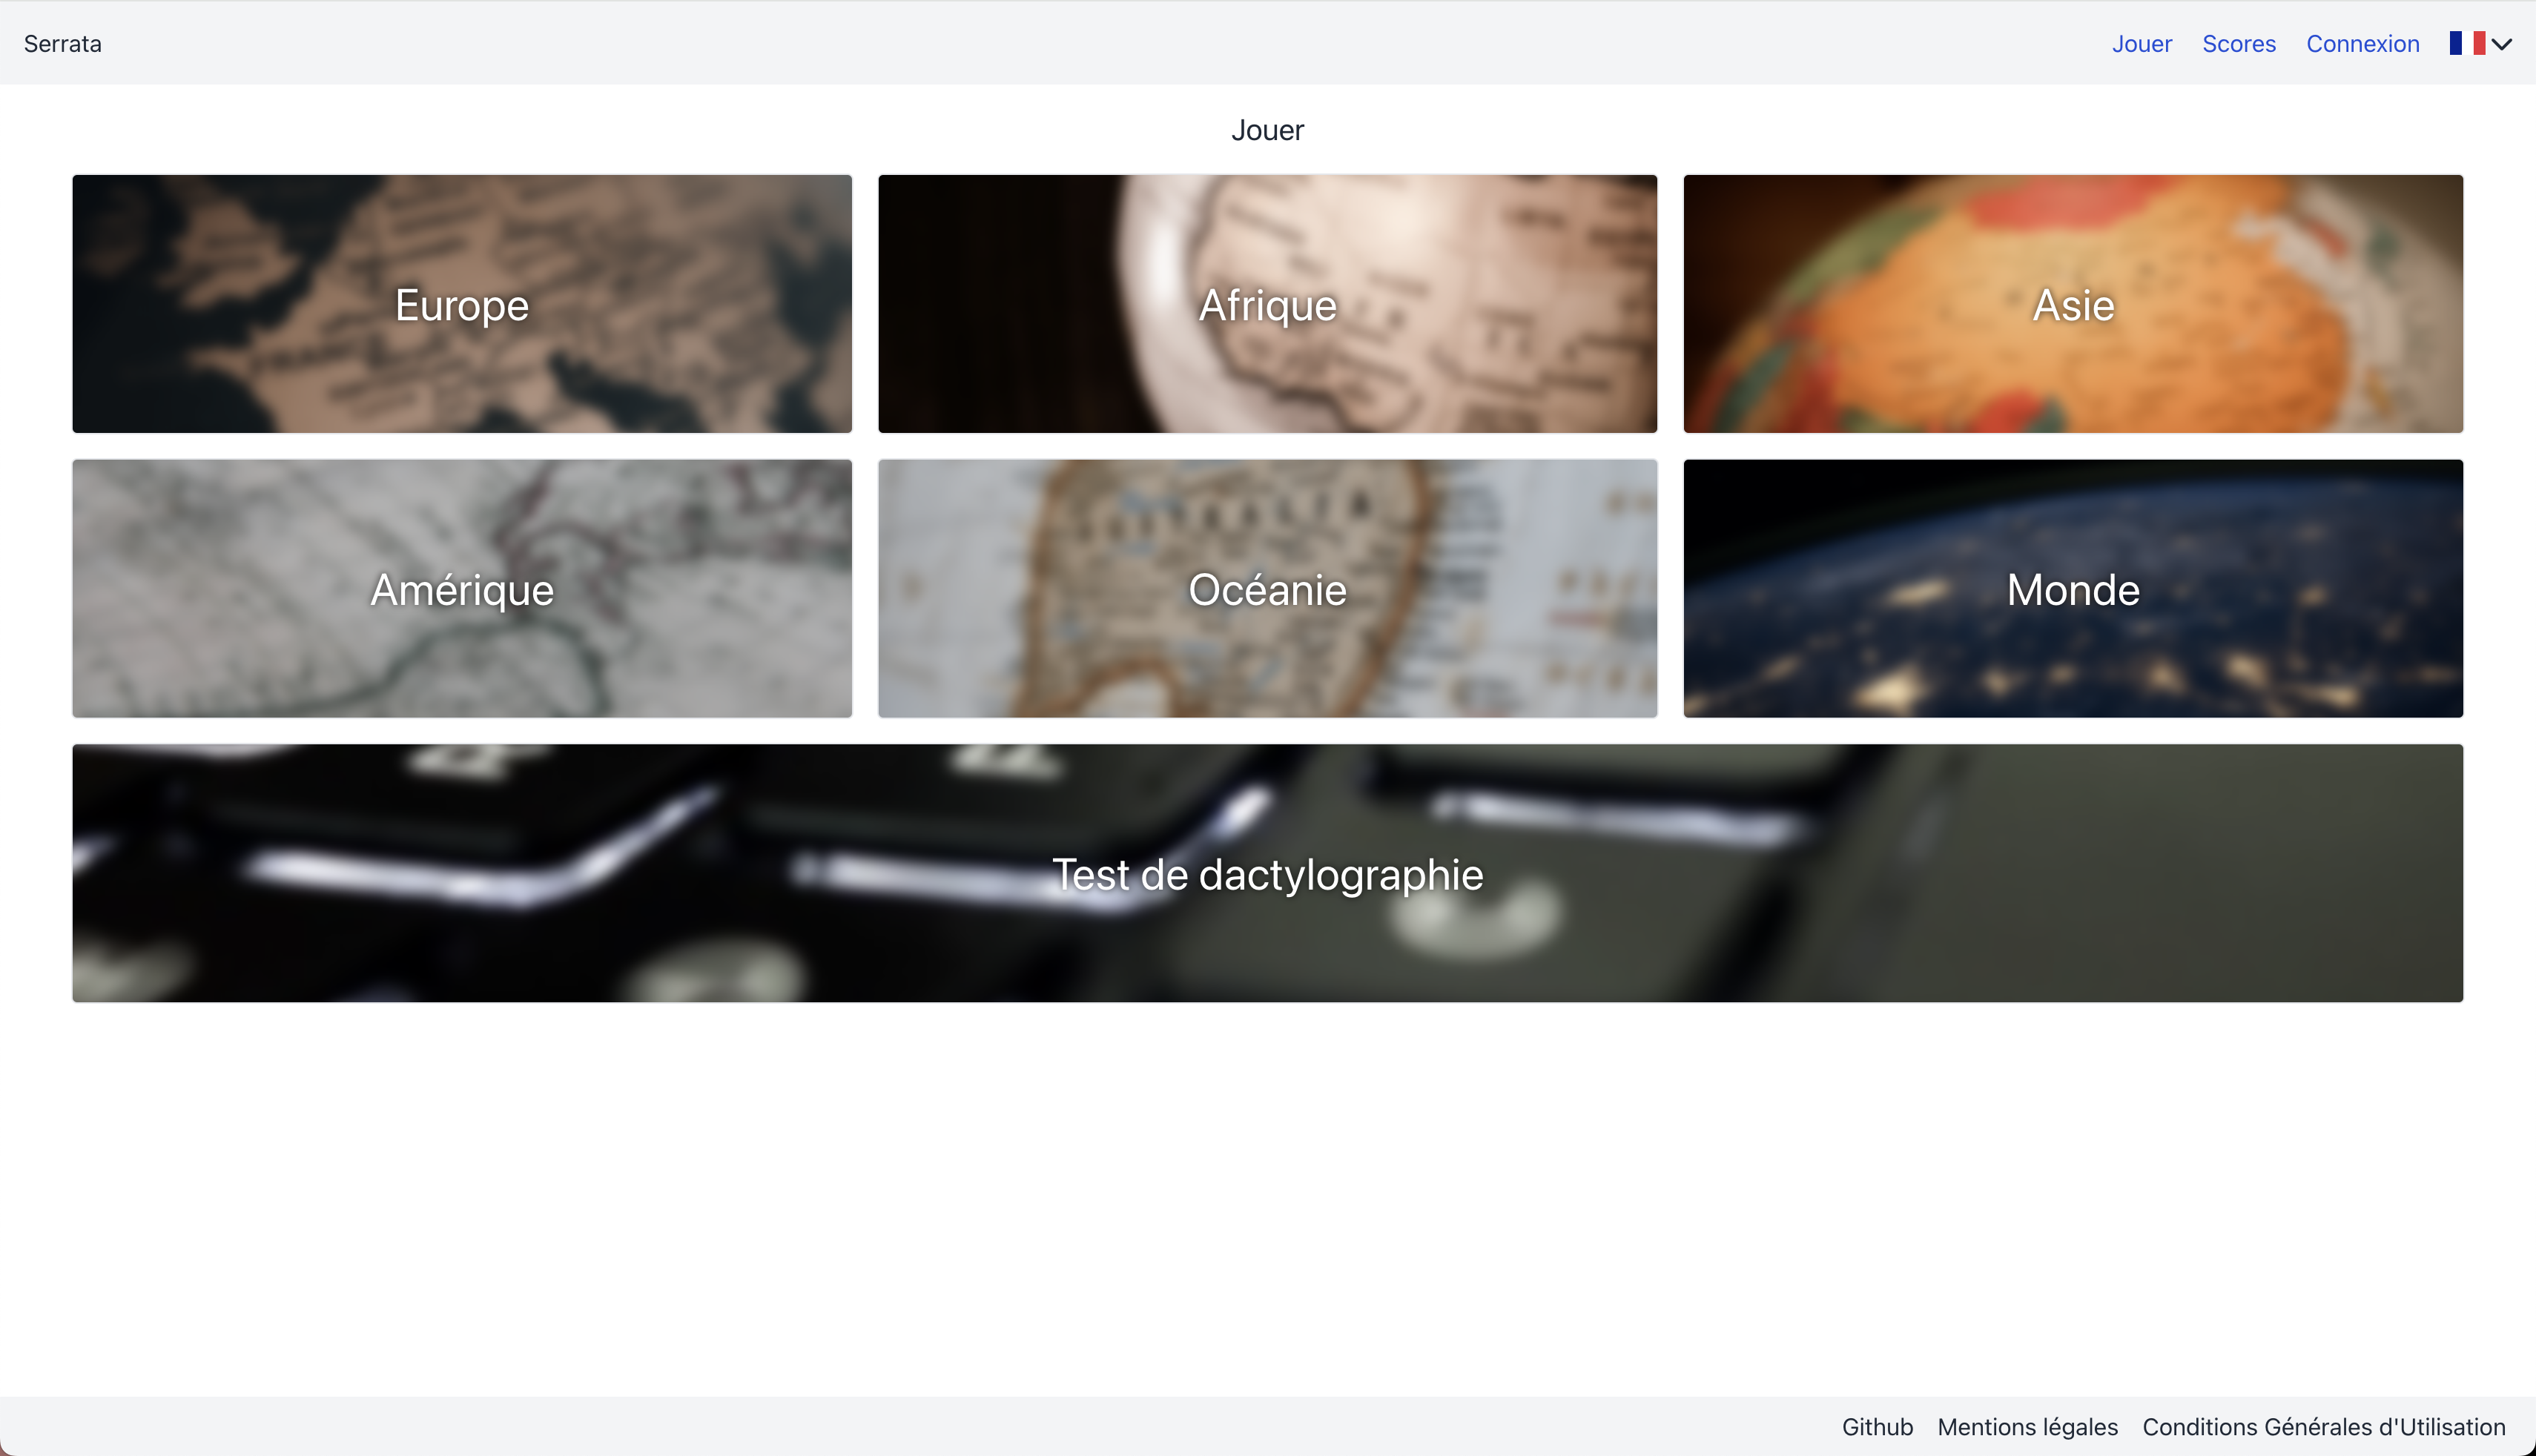 Serrata
Jouer Scores Connexion
Jouer
Europe
Afrique
Asie
Amérique
Océanie
Monde
Test de dactylographie
Github Mentions légales Conditions Générales d'Utilisation